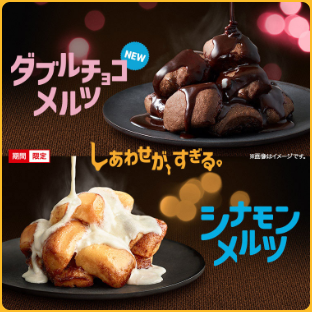 ダブルチョコ
メルツ
NEW
※画像はイメージです。
期間 限定
しあわせが、すぎる。
シナモン
メルツ